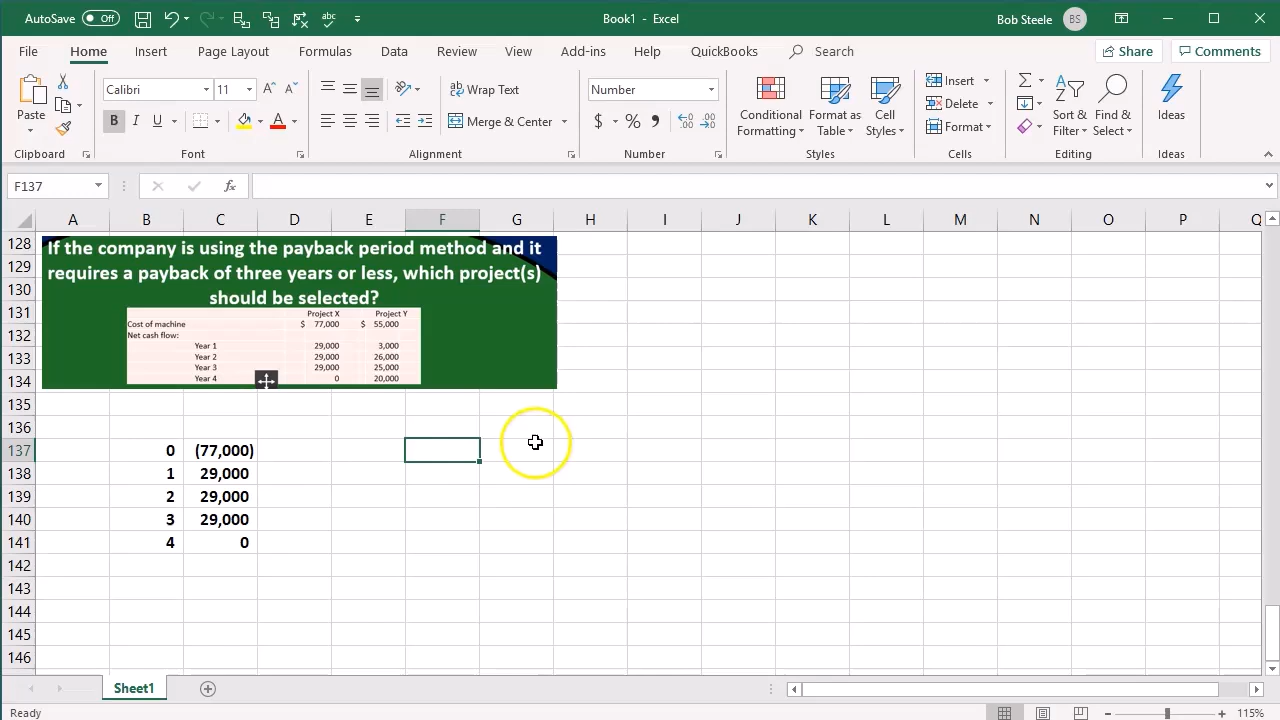 AutoSave Off Book1 - Excel Bob Steele BS
File Home Insert Page Layout Formulas Data Review View Add-ins Help QuickBooks Search Share Comments
Paste Calibri 11 A A Wrap Text Number Conditional Formatting Format as Table Cell Styles Insert Sort & Filter Find & Select Ideas
Delete
B I U A Merge & Center $ % Format
Clipboard Font Alignment Number Styles Cells Editing Ideas
F137 fx
A B C D E F G H I J K L M N O P Q
128 If the company is using the payback period method and it
129 requires a payback of three years or less, which project(s)
130 should be selected?
131 Project X Project Y
132 Cost of machine $ 77,000 $ 55,000
Net cash flow:
133 Year 1 29,000 3,000
Year 2 29,000 26,000
Year 3 29,000 25,000
134 Year 4 0 20,000
135
136
137 0 (77,000)
138 1 29,000
139 2 29,000
140 3 29,000
141 4 0
142
143
144
145
146
Sheet1
Ready 115%